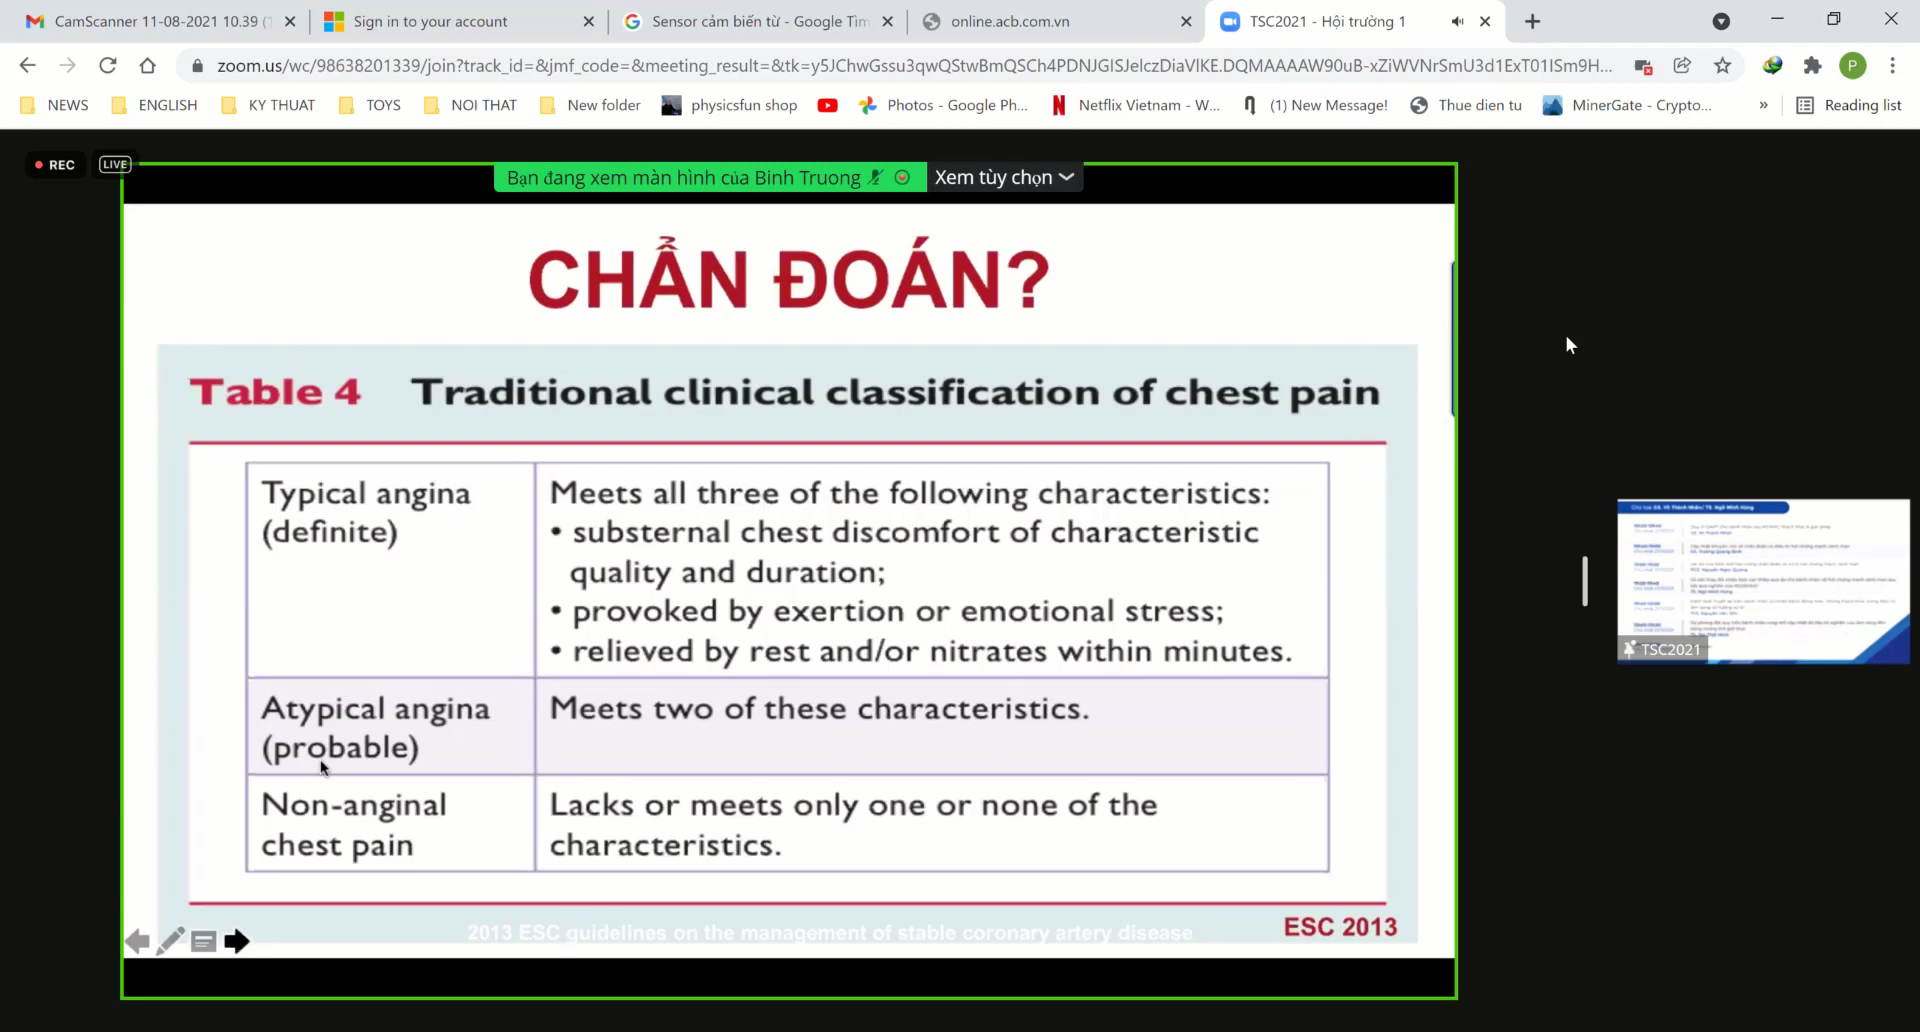 CamScanner 11-08-2021 10.39 (
Sign in to your account
Sensor cảm biến từ - Google Tìm
online.acb.com.vn
TSC2021 - Hội trường 1
zoom.us/wc/98638201339/join?track_id=&jmf_code=&meeting_result=&tk=y5JChwGssu3qwQStwBmQSCh4PDNJGISJelczDiaVIKE.DQMAAAAW90uB-xZiWVNrSmU3d1ExT01ISm9H...
P
NEWS
ENGLISH
KY THUAT
TOYS
NOI THAT
New folder
physicsfun shop
Photos - Google Ph...
Netflix Vietnam - W...
(1) New Message!
Thue dien tu
MinerGate - Crypto...
»
Reading list
REC
LIVE
Bạn đang xem màn hình của Binh Truong
Xem tùy chọn
CHẨN ĐOÁN?
Table 4 Traditional clinical classification of chest pain
Typical angina
(definite)
Meets all three of the following characteristics:
• substernal chest discomfort of characteristic
quality and duration;
• provoked by exertion or emotional stress;
• relieved by rest and/or nitrates within minutes.
Atypical angina
(probable)
Meets two of these characteristics.
Non-anginal
chest pain
Lacks or meets only one or none of the
characteristics.
2013 ESC guidelines on the management of stable coronary artery disease
ESC 2013
TSC2021